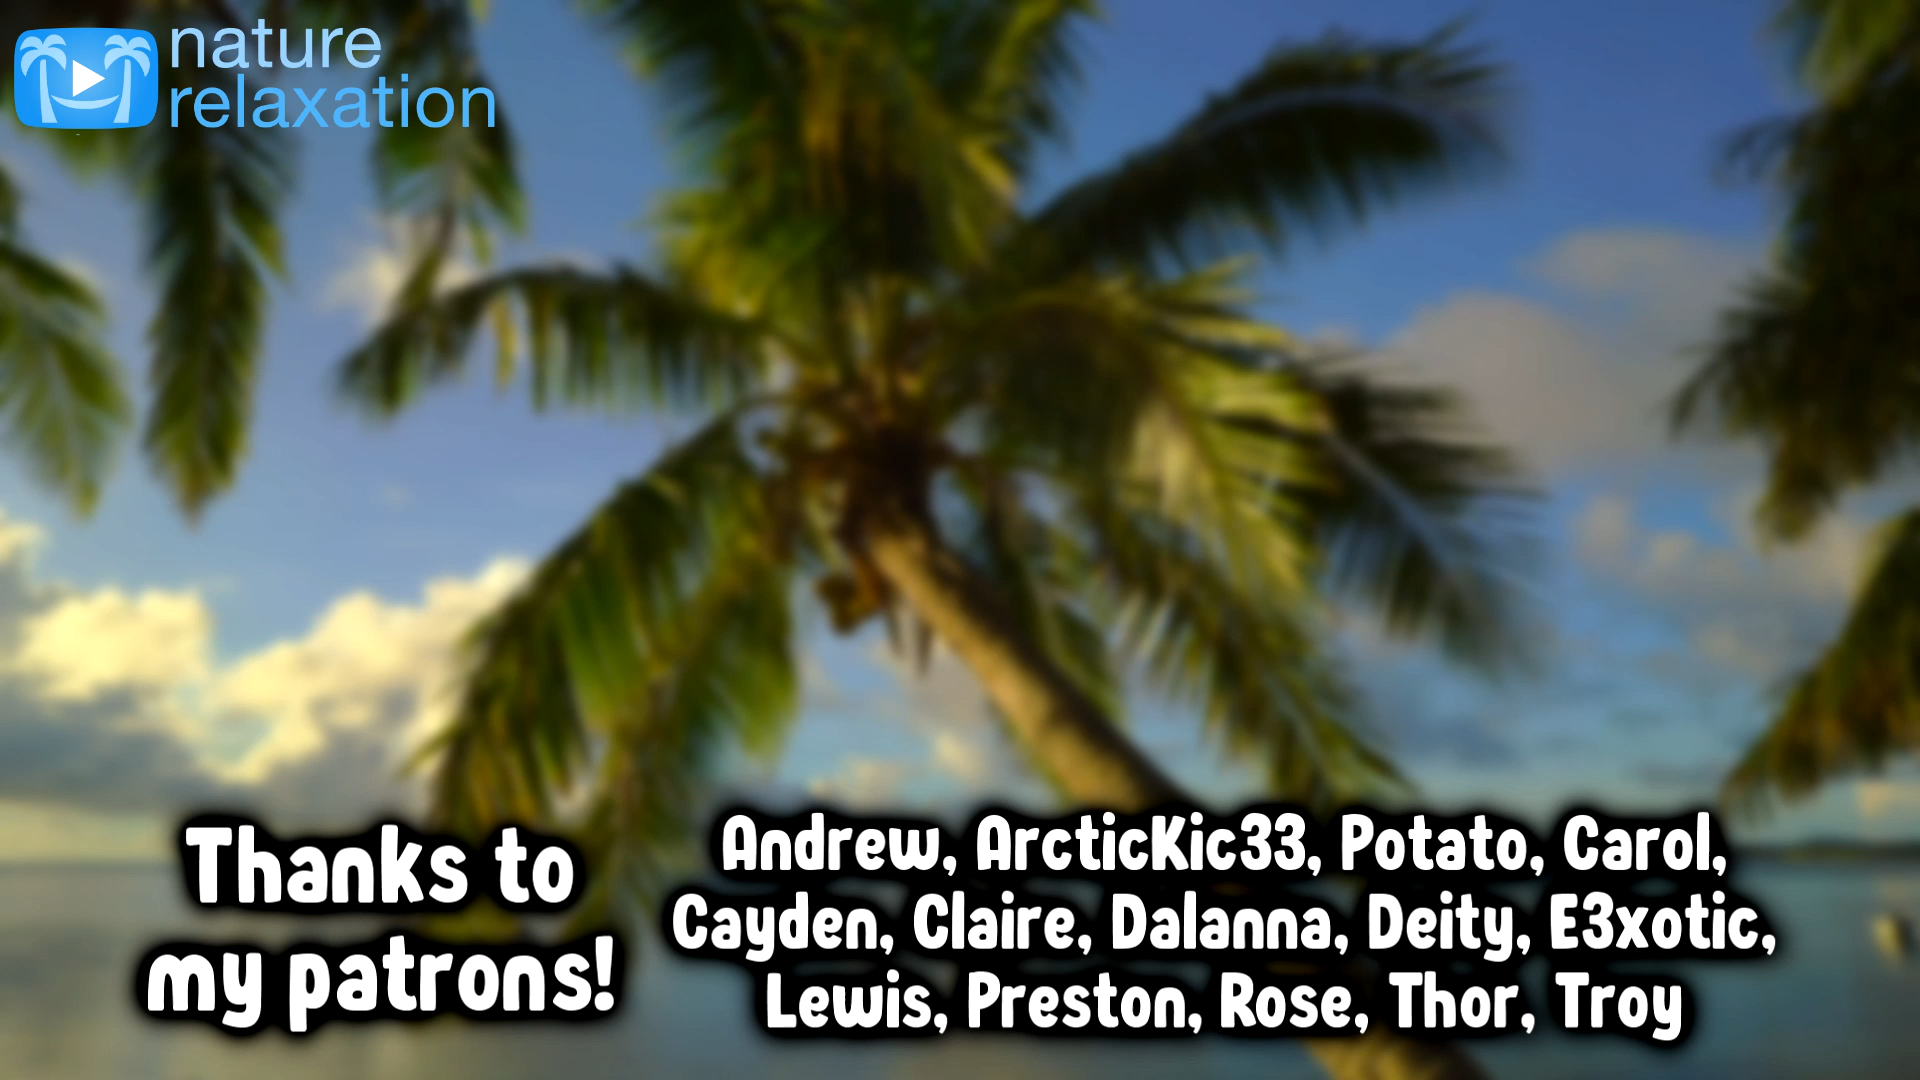 nature
relaxation
Thanks to
my patrons!
Andrew, ArcticKic33, Potato, Carol,
Cayden, Claire, Dalanna, Deity, E3xotic,
Lewis, Preston, Rose, Thor, Troy